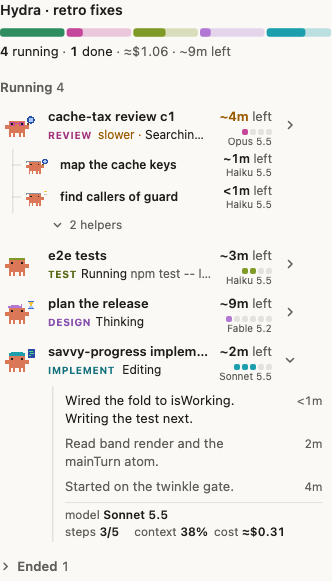 Hydra · retro fixes
4 running · 1 done · ≈$1.06 · ~9m left
Running 4
cache-tax review c1
~4m left
REVIEW slower · Searchin...
Opus 5.5
map the cache keys
~1m left
Haiku 5.5
find callers of guard
<1m left
Haiku 5.5
2 helpers
e2e tests
~3m left
TEST Running npm test -- l...
Haiku 5.5
plan the release
~9m left
DESIGN Thinking
Fable 5.2
savvy-progress implem...
~2m left
IMPLEMENT Editing
Sonnet 5.5
Wired the fold to isWorking.
<1m
Writing the test next.
Read band render and the
2m
mainTurn atom.
Started on the twinkle gate.
4m
model Sonnet 5.5
steps 3/5 context 38% cost ≈$0.31
Ended 1